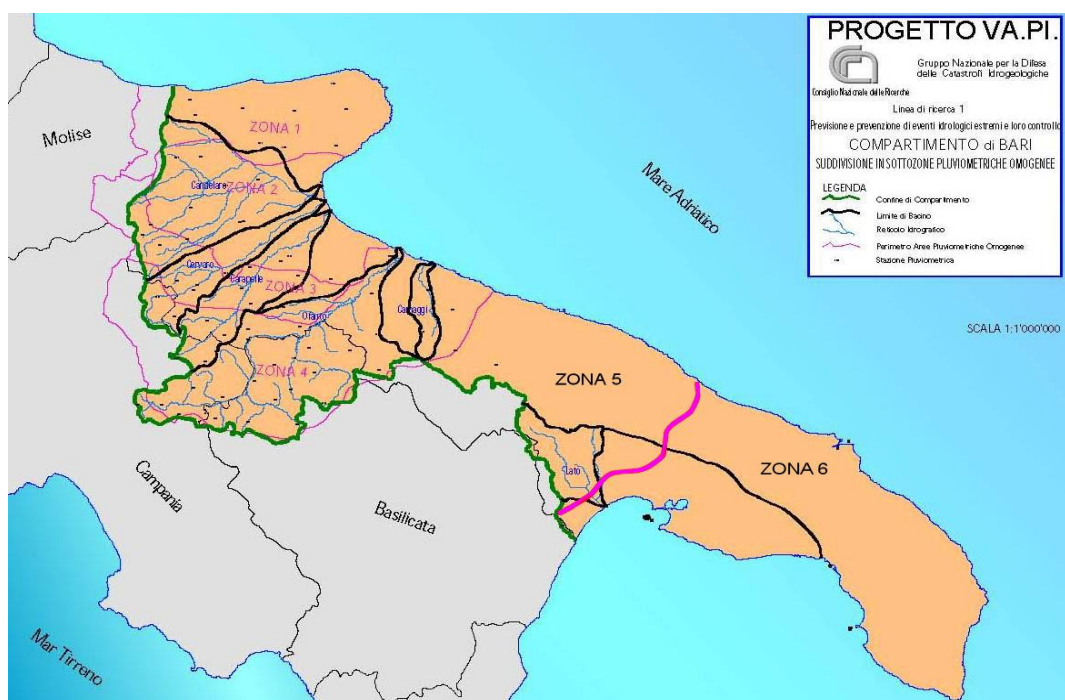 PROGETTO VA.PI.
Gruppo Nazionale per la Difesa
delle Catastrofi Idrogeologiche
Consiglio Nazionale delle Ricerche
Linea di ricerca 1
Previsione e prevenzione di eventi idrologici estremi e loro controllo
COMPARTIMENTO di BARI
SUDDIVISIONE IN SOTTOZONE PLUVIOMETRICHE OMOGENEE
LEGENDA
Confine di Compartimento
Limite di Bacino
Reticolo Idrografico
Perimetro Aree Pluviometriche Omogenee
Stazione Pluviometrica
SCALA 1:1'000'000
Molise
ZONA 1
Mare Adriatico
Candelaro
ZONA 2
Cervaro
Carapelle
ZONA 3
Ofanto
Camaggi
ZONA 4
ZONA 5
ZONA 6
Lato
Campania
Basilicata
Mar Tirreno